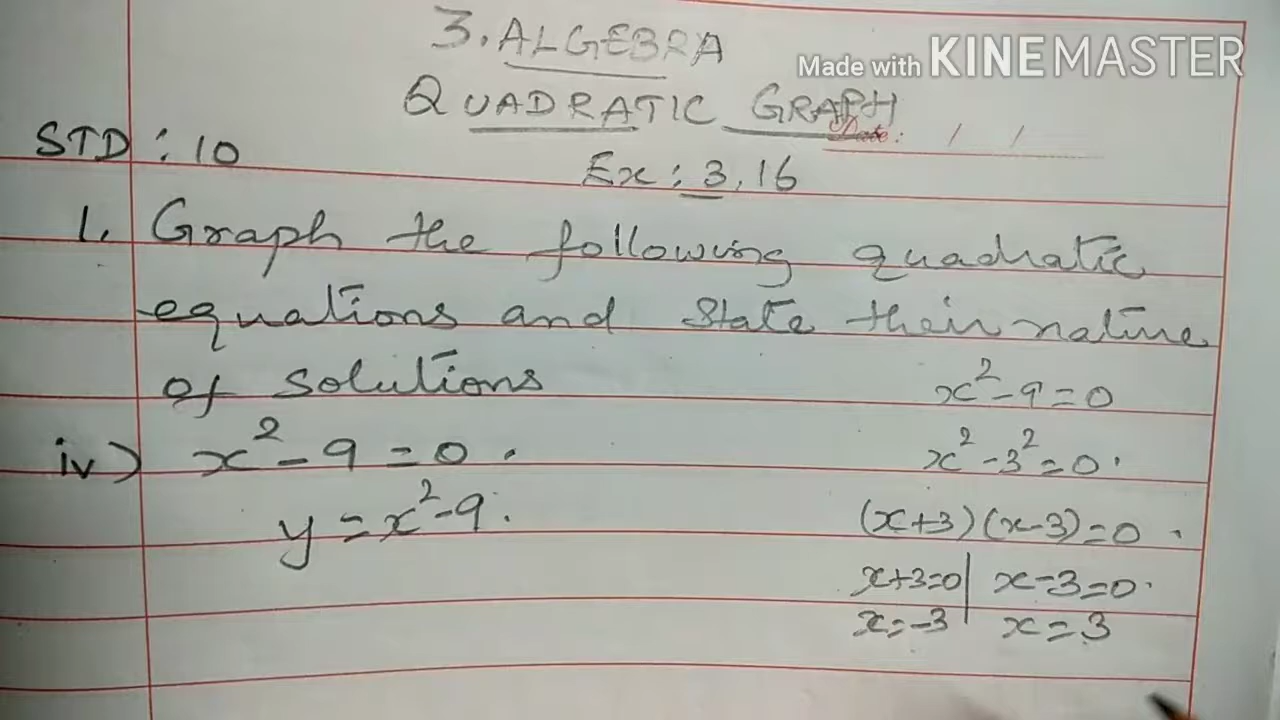 3. ALGEBRA
Made with KINEMASTER
QUADRATIC GRAPH
Date: / /
STD : 10
Ex : 3.16
1. Graph the following quadratic
equations and state their nature
of solutions
x² - 9 = 0
iv) x² - 9 = 0.
x² - 3² = 0.
y = x² - 9.
(x+3)(x-3) = 0.
x+3=0 | x-3=0.
x=-3 | x=3